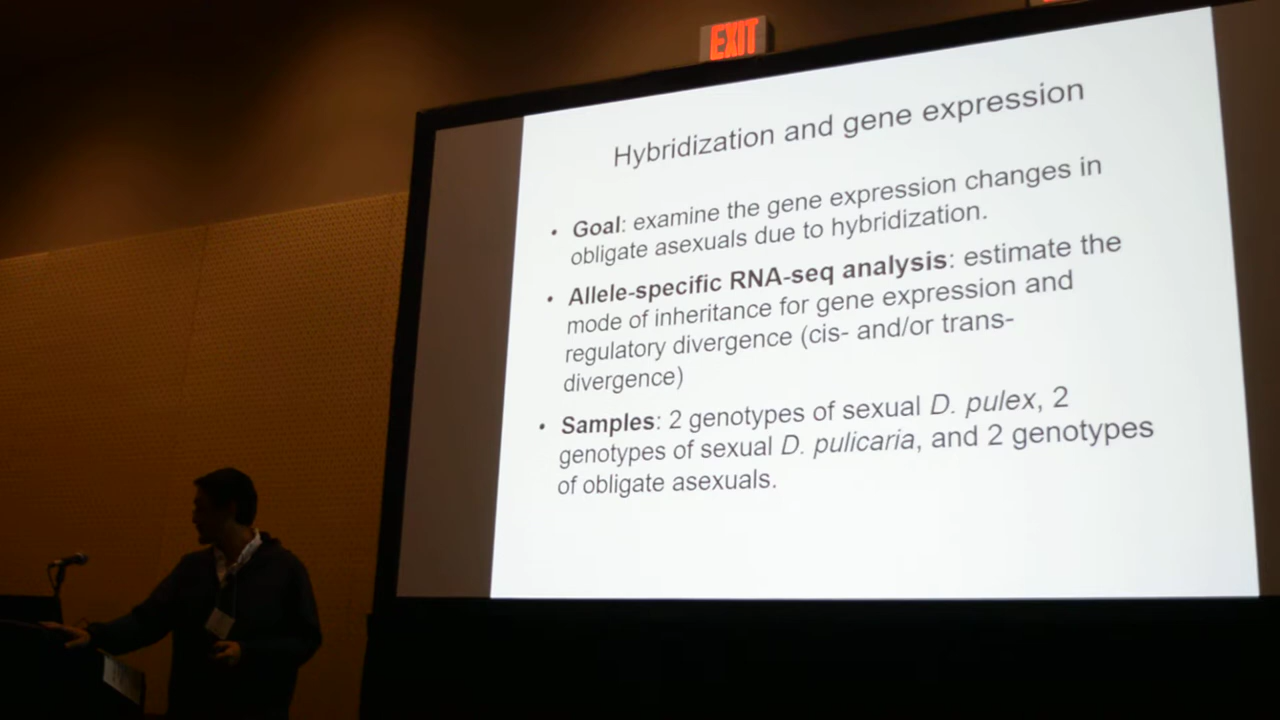 EXIT
Hybridization and gene expression
• Goal: examine the gene expression changes in
obligate asexuals due to hybridization.
• Allele-specific RNA-seq analysis: estimate the
mode of inheritance for gene expression and
regulatory divergence (cis- and/or trans-
divergence)
• Samples: 2 genotypes of sexual D. pulex, 2
genotypes of sexual D. pulicaria, and 2 genotypes
of obligate asexuals.